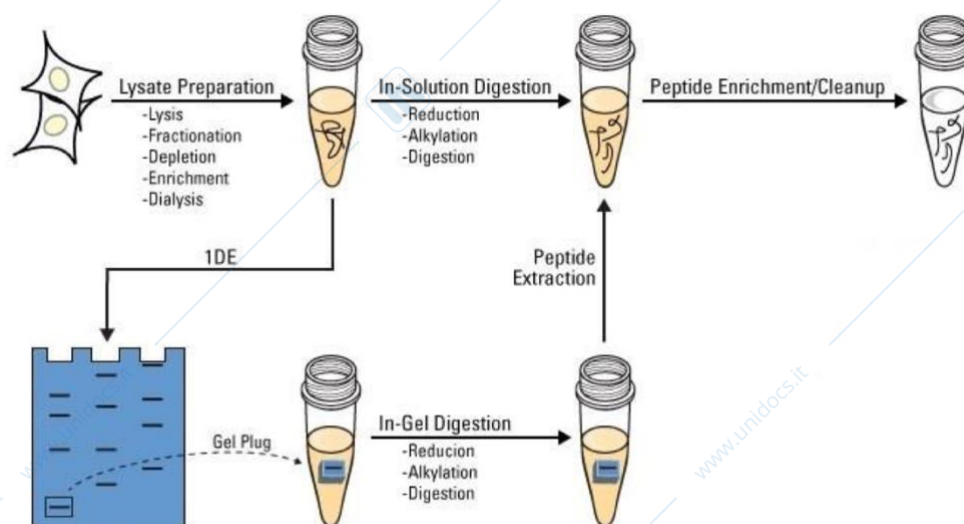 Lysate Preparation
-Lysis
-Fractionation
-Depletion
-Enrichment
-Dialysis
In-Solution Digestion
-Reduction
-Alkylation
-Digestion
Peptide Enrichment/Cleanup
1DE
Peptide
Extraction
Gel Plug
In-Gel Digestion
-Reducion
-Alkylation
-Digestion
www.unidocs.it